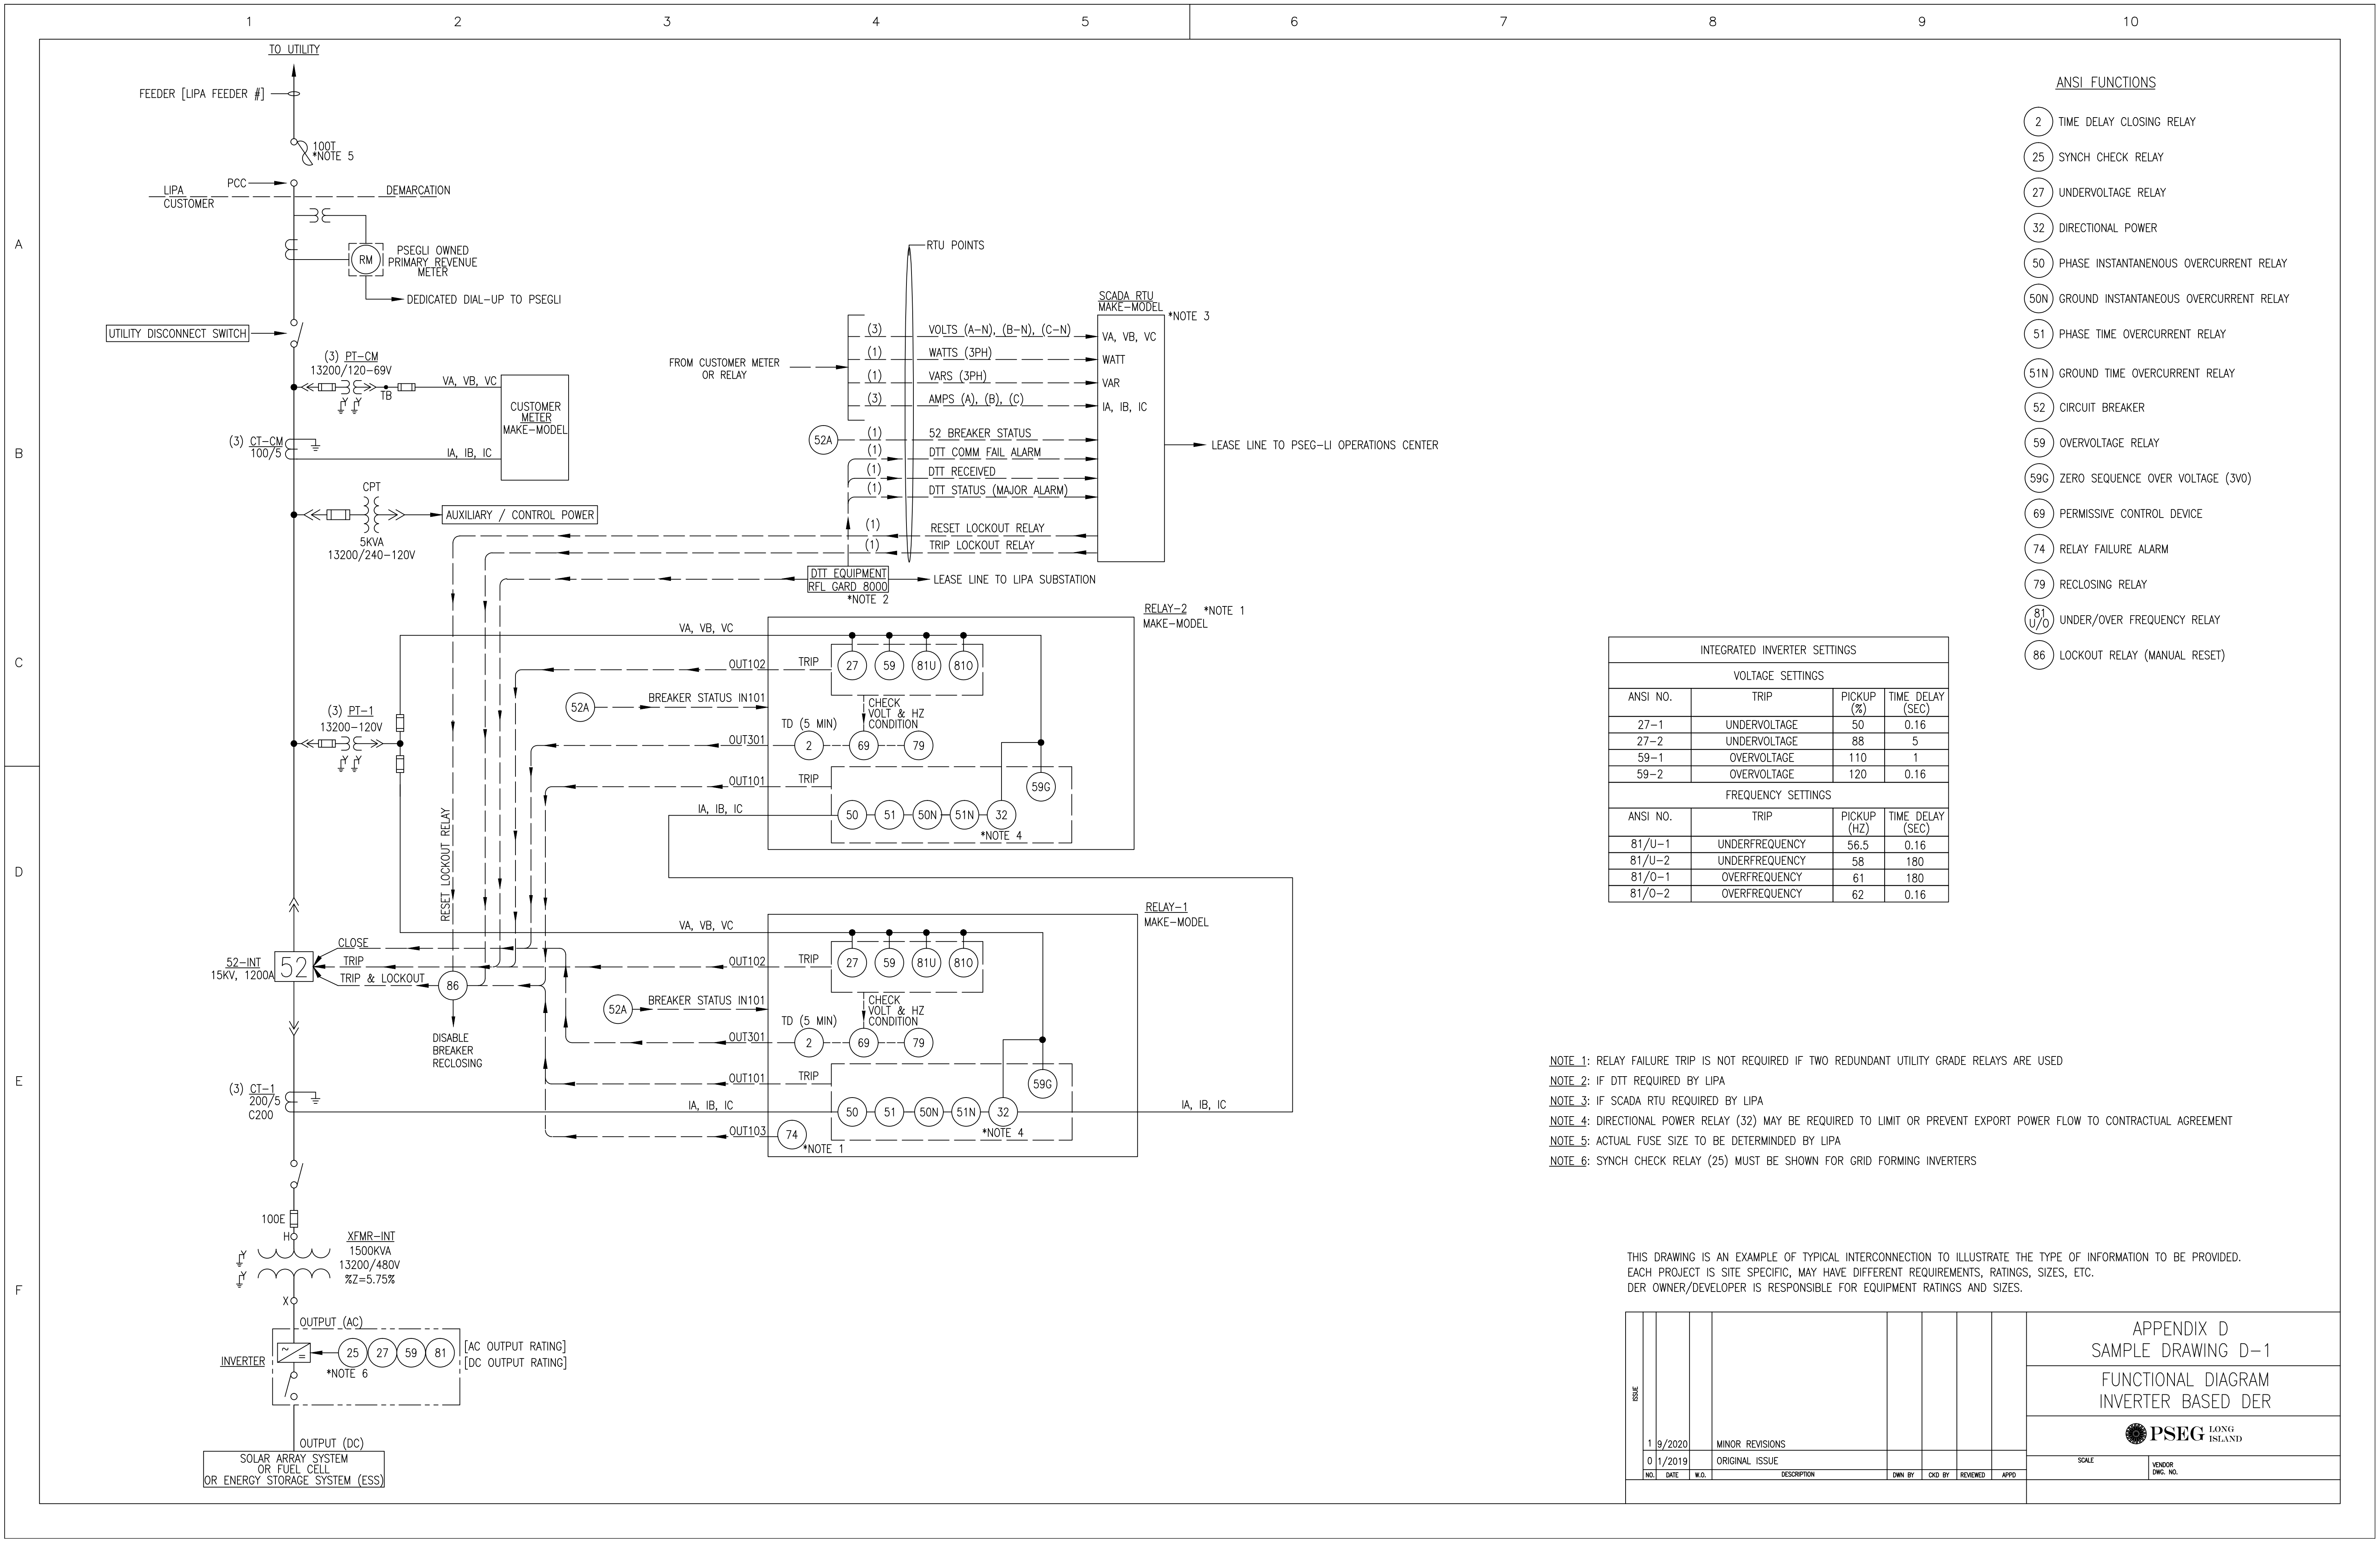 1 2 3 4 5 6 7 8 9 10
A
B
C
D
E
F
TO UTILITY
FEEDER [LIPA FEEDER #]
100T
*NOTE 5
PCC
LIPA
DEMARCATION
CUSTOMER
RM
PSEGLI OWNED
PRIMARY REVENUE
METER
DEDICATED DIAL-UP TO PSEGLI
UTILITY DISCONNECT SWITCH
(3) PT-CM
13200/120-69V
TB
VA, VB, VC
CUSTOMER
METER
MAKE-MODEL
(3) CT-CM
100/5
IA, IB, IC
CPT
AUXILIARY / CONTROL POWER
5KVA
13200/240-120V
RTU POINTS
SCADA RTU
MAKE-MODEL
*NOTE 3
FROM CUSTOMER METER
OR RELAY
(3) VOLTS (A-N), (B-N), (C-N)
VA, VB, VC
(1) WATTS (3PH)
WATT
(1) VARS (3PH)
VAR
(3) AMPS (A), (B), (C)
IA, IB, IC
52A
(1) 52 BREAKER STATUS
(1) DTT COMM FAIL ALARM
(1) DTT RECEIVED
(1) DTT STATUS (MAJOR ALARM)
LEASE LINE TO PSEG-LI OPERATIONS CENTER
(1) RESET LOCKOUT RELAY
(1) TRIP LOCKOUT RELAY
DTT EQUIPMENT
RFL GARD 8000
*NOTE 2
LEASE LINE TO LIPA SUBSTATION
RELAY-2 *NOTE 1
MAKE-MODEL
VA, VB, VC
OUT102 TRIP
27 59 81U 81O
52A
BREAKER STATUS IN101
CHECK
VOLT & HZ
CONDITION
TD (5 MIN)
OUT301
2 69 79
OUT101 TRIP
59G
IA, IB, IC
50 51 50N 51N 32
*NOTE 4
(3) PT-1
13200-120V
RESET LOCKOUT RELAY
RELAY-1
MAKE-MODEL
VA, VB, VC
OUT102 TRIP
27 59 81U 81O
52A
BREAKER STATUS IN101
CHECK
VOLT & HZ
CONDITION
TD (5 MIN)
OUT301
2 69 79
OUT101 TRIP
59G
IA, IB, IC
50 51 50N 51N 32
IA, IB, IC
*NOTE 4
OUT103
74
*NOTE 1
52-INT
15KV, 1200A
52
CLOSE
TRIP
TRIP & LOCKOUT
86
DISABLE
BREAKER
RECLOSING
(3) CT-1
200/5
C200
100E
H
XFMR-INT
1500KVA
13200/480V
%Z=5.75%
X
OUTPUT (AC)
INVERTER
25 27 59 81
*NOTE 6
[AC OUTPUT RATING]
[DC OUTPUT RATING]
OUTPUT (DC)
SOLAR ARRAY SYSTEM
OR FUEL CELL
OR ENERGY STORAGE SYSTEM (ESS)
ANSI FUNCTIONS
2 TIME DELAY CLOSING RELAY
25 SYNCH CHECK RELAY
27 UNDERVOLTAGE RELAY
32 DIRECTIONAL POWER
50 PHASE INSTANTANENOUS OVERCURRENT RELAY
50N GROUND INSTANTANEOUS OVERCURRENT RELAY
51 PHASE TIME OVERCURRENT RELAY
51N GROUND TIME OVERCURRENT RELAY
52 CIRCUIT BREAKER
59 OVERVOLTAGE RELAY
59G ZERO SEQUENCE OVER VOLTAGE (3V0)
69 PERMISSIVE CONTROL DEVICE
74 RELAY FAILURE ALARM
79 RECLOSING RELAY
81 U/O UNDER/OVER FREQUENCY RELAY
86 LOCKOUT RELAY (MANUAL RESET)
INTEGRATED INVERTER SETTINGS
VOLTAGE SETTINGS
ANSI NO. TRIP PICKUP (%) TIME DELAY (SEC)
27-1 UNDERVOLTAGE 50 0.16
27-2 UNDERVOLTAGE 88 5
59-1 OVERVOLTAGE 110 1
59-2 OVERVOLTAGE 120 0.16
FREQUENCY SETTINGS
ANSI NO. TRIP PICKUP (HZ) TIME DELAY (SEC)
81/U-1 UNDERFREQUENCY 56.5 0.16
81/U-2 UNDERFREQUENCY 58 180
81/O-1 OVERFREQUENCY 61 180
81/O-2 OVERFREQUENCY 62 0.16
NOTE 1: RELAY FAILURE TRIP IS NOT REQUIRED IF TWO REDUNDANT UTILITY GRADE RELAYS ARE USED
NOTE 2: IF DTT REQUIRED BY LIPA
NOTE 3: IF SCADA RTU REQUIRED BY LIPA
NOTE 4: DIRECTIONAL POWER RELAY (32) MAY BE REQUIRED TO LIMIT OR PREVENT EXPORT POWER FLOW TO CONTRACTUAL AGREEMENT
NOTE 5: ACTUAL FUSE SIZE TO BE DETERMINDED BY LIPA
NOTE 6: SYNCH CHECK RELAY (25) MUST BE SHOWN FOR GRID FORMING INVERTERS
THIS DRAWING IS AN EXAMPLE OF TYPICAL INTERCONNECTION TO ILLUSTRATE THE TYPE OF INFORMATION TO BE PROVIDED.
EACH PROJECT IS SITE SPECIFIC, MAY HAVE DIFFERENT REQUIREMENTS, RATINGS, SIZES, ETC.
DER OWNER/DEVELOPER IS RESPONSIBLE FOR EQUIPMENT RATINGS AND SIZES.
ISSUE
1 9/2020 MINOR REVISIONS
0 1/2019 ORIGINAL ISSUE
NO. DATE W.O. DESCRIPTION DWN BY CKD BY REVIEWED APPD
APPENDIX D
SAMPLE DRAWING D-1
FUNCTIONAL DIAGRAM
INVERTER BASED DER
PSEG LONG ISLAND
SCALE
VENDOR
DWG. NO.